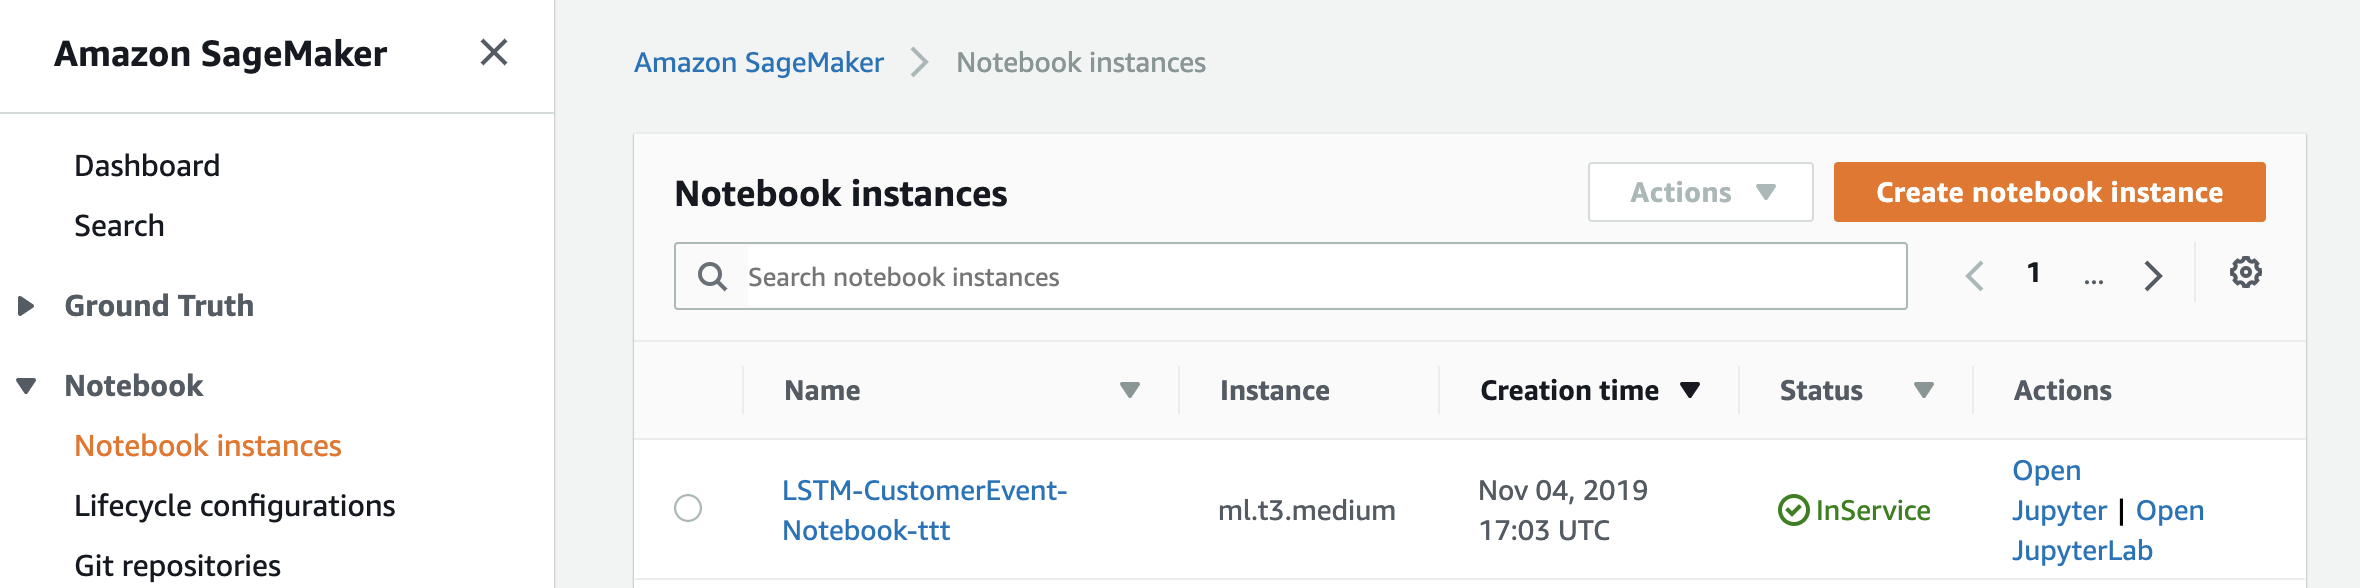 Amazon SageMaker
Dashboard
Search
Ground Truth
Notebook
Notebook instances
Lifecycle configurations
Git repositories
Amazon SageMaker > Notebook instances
Notebook instances
Actions
Create notebook instance
Search notebook instances
1 ...
Name Instance Creation time Status Actions
LSTM-CustomerEvent-
Notebook-ttt
ml.t3.medium
Nov 04, 2019
17:03 UTC
InService
Open
Jupyter | Open
JupyterLab